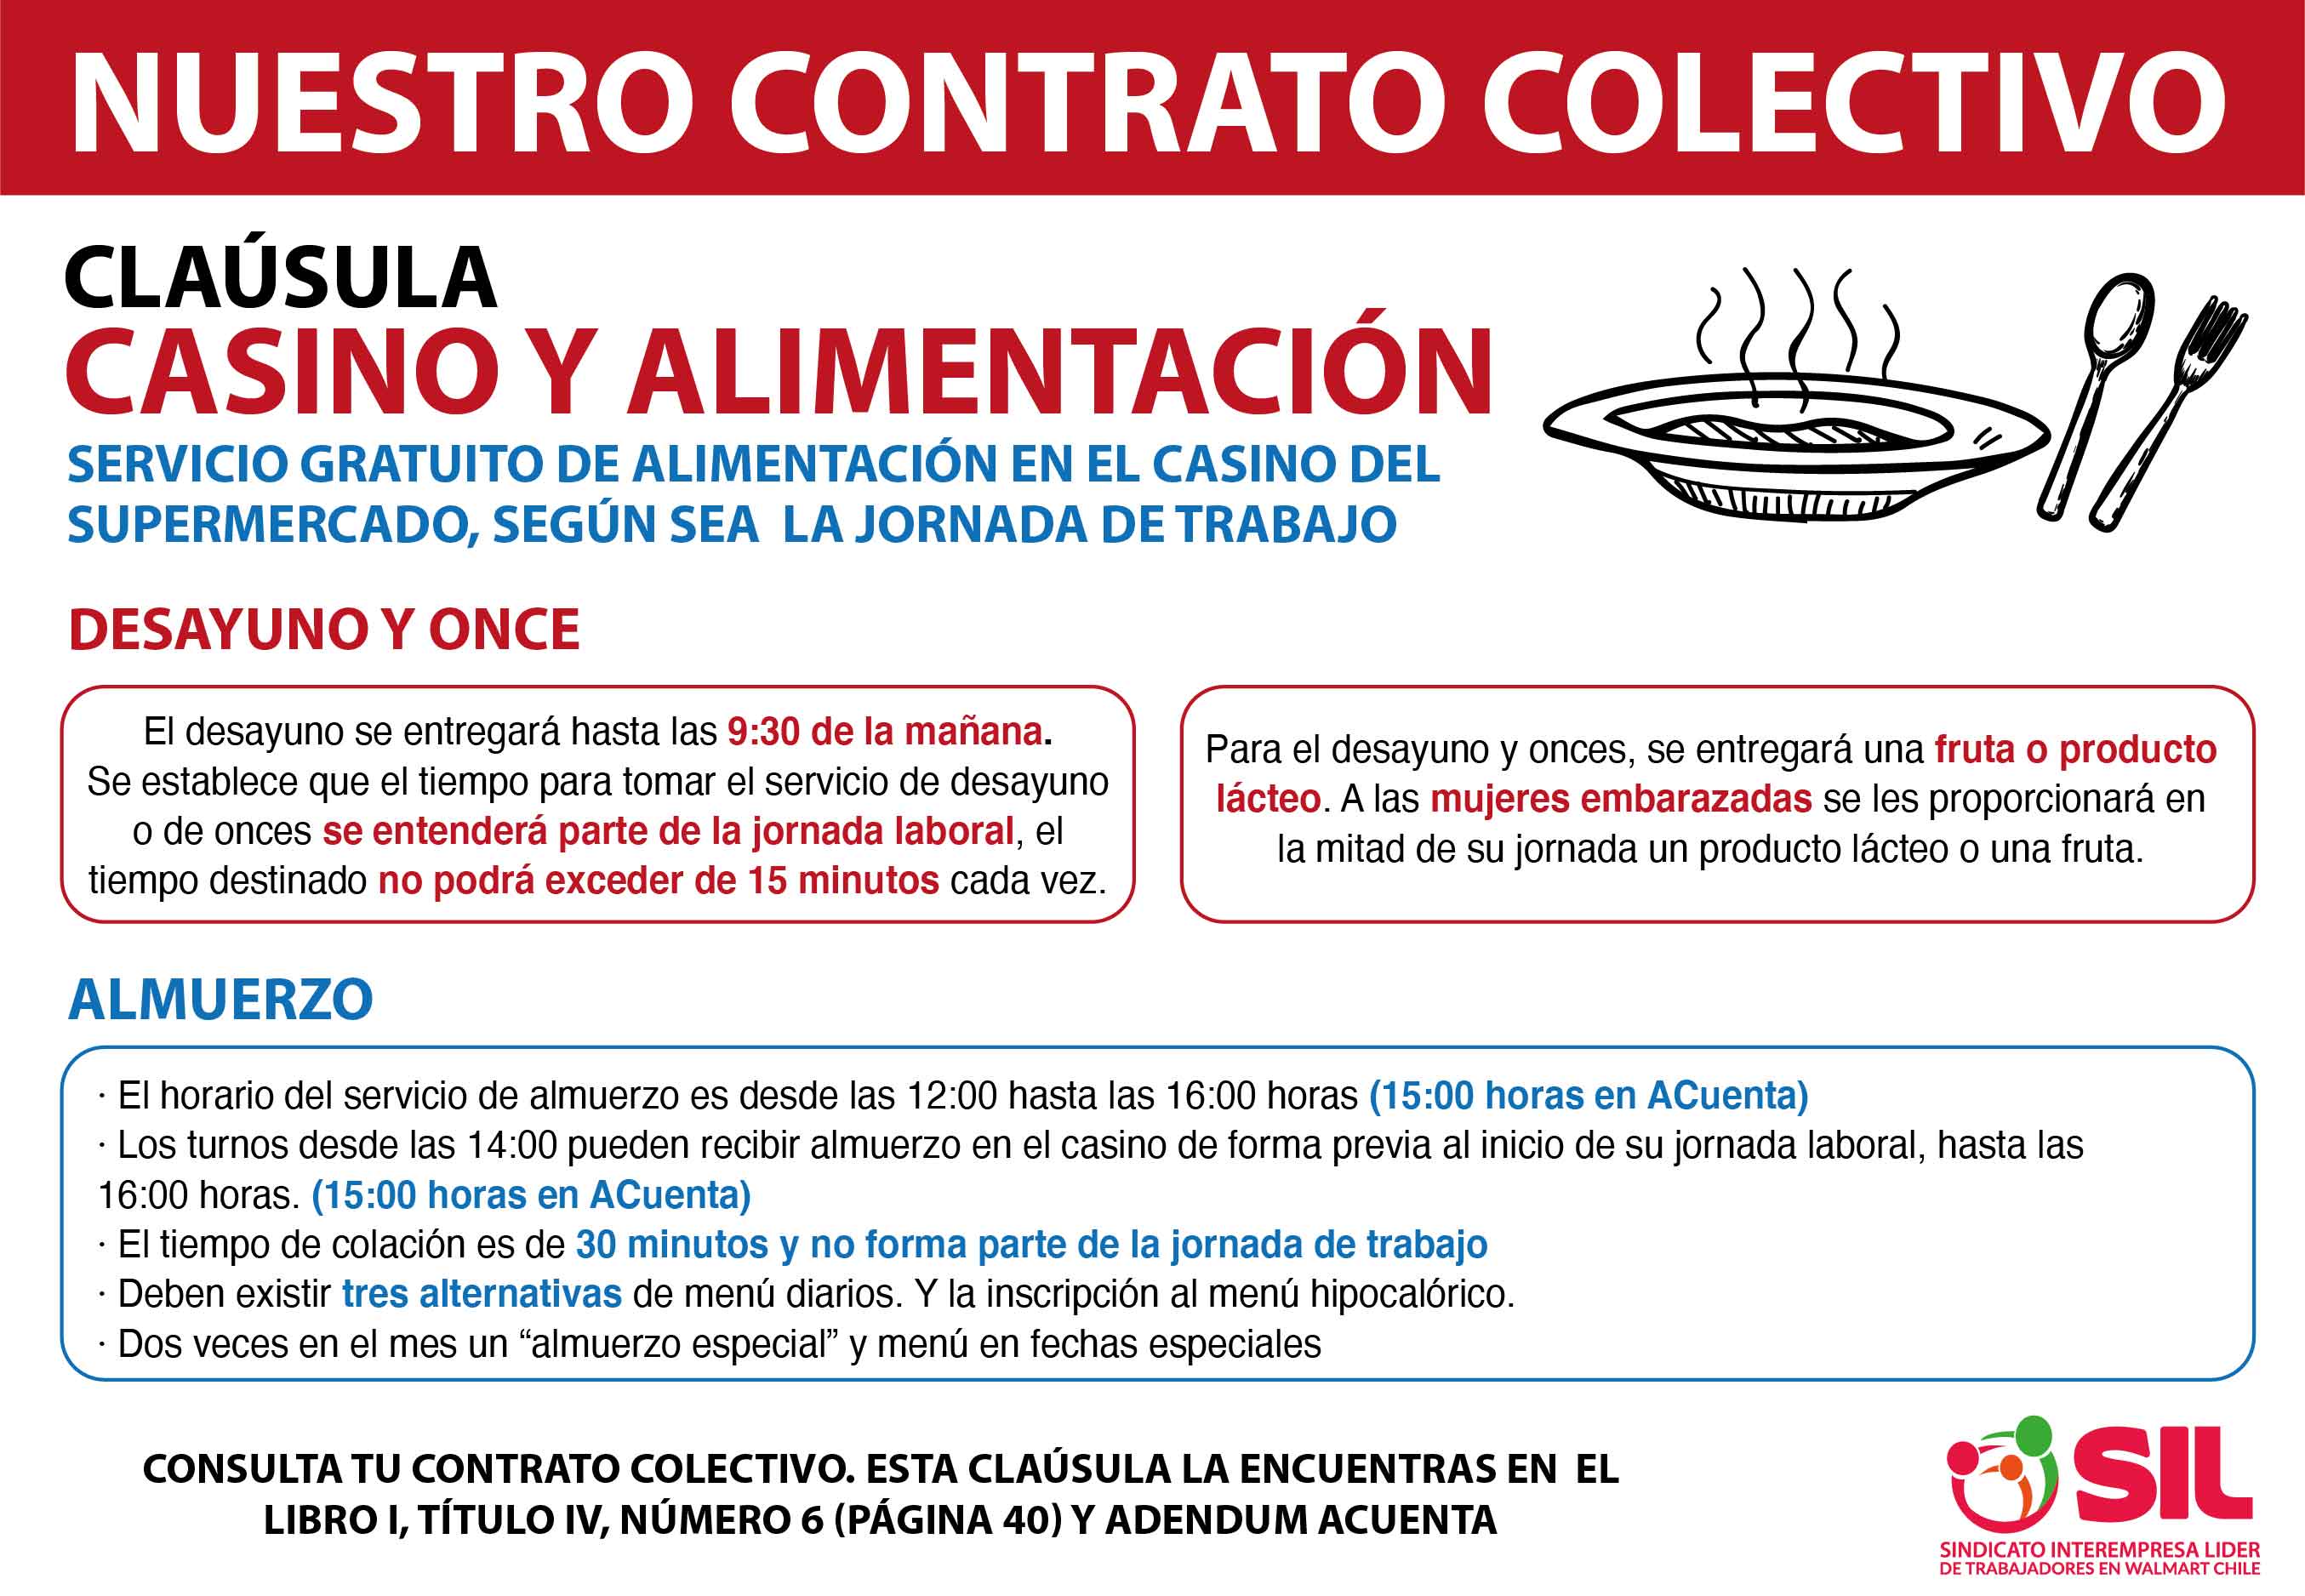 NUESTRO CONTRATO COLECTIVO
CLAÚSULA
CASINO Y ALIMENTACIÓN
SERVICIO GRATUITO DE ALIMENTACIÓN EN EL CASINO DEL
SUPERMERCADO, SEGÚN SEA LA JORNADA DE TRABAJO
DESAYUNO Y ONCE
El desayuno se entregará hasta las 9:30 de la mañana.
Se establece que el tiempo para tomar el servicio de desayuno
o de onces se entenderá parte de la jornada laboral, el
tiempo destinado no podrá exceder de 15 minutos cada vez.
Para el desayuno y onces, se entregará una fruta o producto
lácteo. A las mujeres embarazadas se les proporcionará en
la mitad de su jornada un producto lácteo o una fruta.
ALMUERZO
· El horario del servicio de almuerzo es desde las 12:00 hasta las 16:00 horas (15:00 horas en ACuenta)
· Los turnos desde las 14:00 pueden recibir almuerzo en el casino de forma previa al inicio de su jornada laboral, hasta las
16:00 horas. (15:00 horas en ACuenta)
· El tiempo de colación es de 30 minutos y no forma parte de la jornada de trabajo
· Deben existir tres alternativas de menú diarios. Y la inscripción al menú hipocalórico.
· Dos veces en el mes un “almuerzo especial” y menú en fechas especiales
CONSULTA TU CONTRATO COLECTIVO. ESTA CLAÚSULA LA ENCUENTRAS EN EL
LIBRO I, TÍTULO IV, NÚMERO 6 (PÁGINA 40) Y ADENDUM ACUENTA
SIL
SINDICATO INTEREMPRESA LIDER
DE TRABAJADORES EN WALMART CHILE